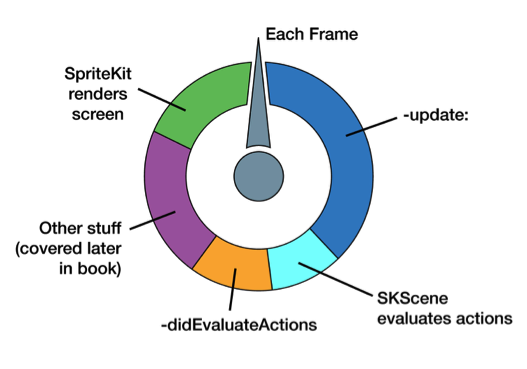 Each Frame
-update:
SKScene
evaluates actions
-didEvaluateActions
Other stuff
(covered later
in book)
SpriteKit
renders
screen